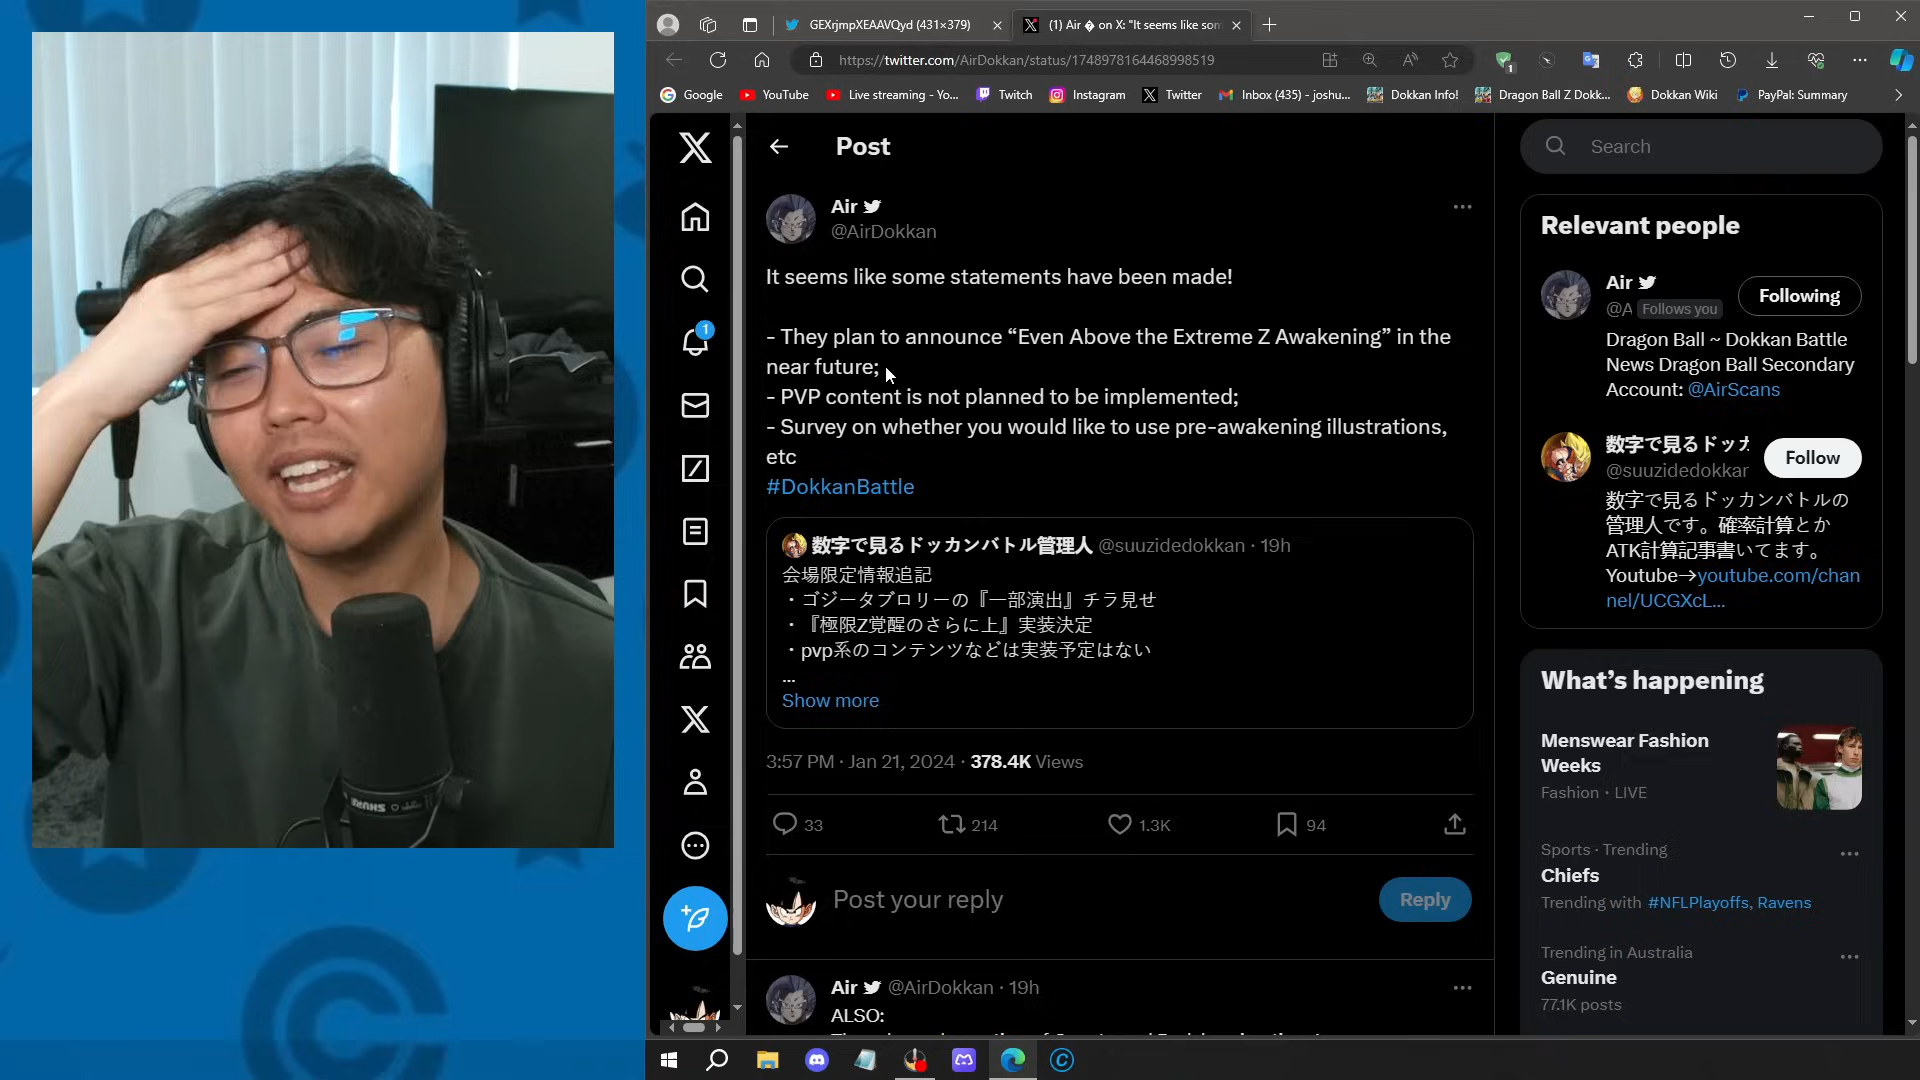 GEXrjmpXEAAVQyd (431×379)
(1) Air � on X: "It seems like som
https://twitter.com/AirDokkan/status/1748978164468998519
1
Google
YouTube
Live streaming - Yo...
Twitch
Instagram
Twitter
Inbox (435) - joshu...
Dokkan Info!
Dragon Ball Z Dokk...
Dokkan Wiki
PayPal: Summary
Post
Search
Air
@AirDokkan
It seems like some statements have been made!
- They plan to announce “Even Above the Extreme Z Awakening” in the
near future;
- PVP content is not planned to be implemented;
- Survey on whether you would like to use pre-awakening illustrations,
etc
#DokkanBattle
数字で見るドッカンバトル管理人 @suuzidedokkan · 19h
会場限定情報追記
・ゴジータブロリーの『一部演出』チラ見せ
・『極限Z覚醒のさらに上』実装決定
・pvp系のコンテンツなどは実装予定はない
...
Show more
3:57 PM · Jan 21, 2024 · 378.4K Views
33
214
1.3K
94
Post your reply
Reply
Air @AirDokkan · 19h
ALSO:
1
Relevant people
Air
@A Follows you
Following
Dragon Ball ~ Dokkan Battle
News Dragon Ball Secondary
Account: @AirScans
数字で見るドッカ
@suuzidedokkar
Follow
数字で見るドッカンバトルの
管理人です。確率計算とか
ATK計算記事書いてます。
Youtube→youtube.com/chan
nel/UCGXcL...
What’s happening
Menswear Fashion
Weeks
Fashion · LIVE
Sports · Trending
Chiefs
Trending with #NFLPlayoffs, Ravens
Trending in Australia
Genuine
77.1K posts
SHURE